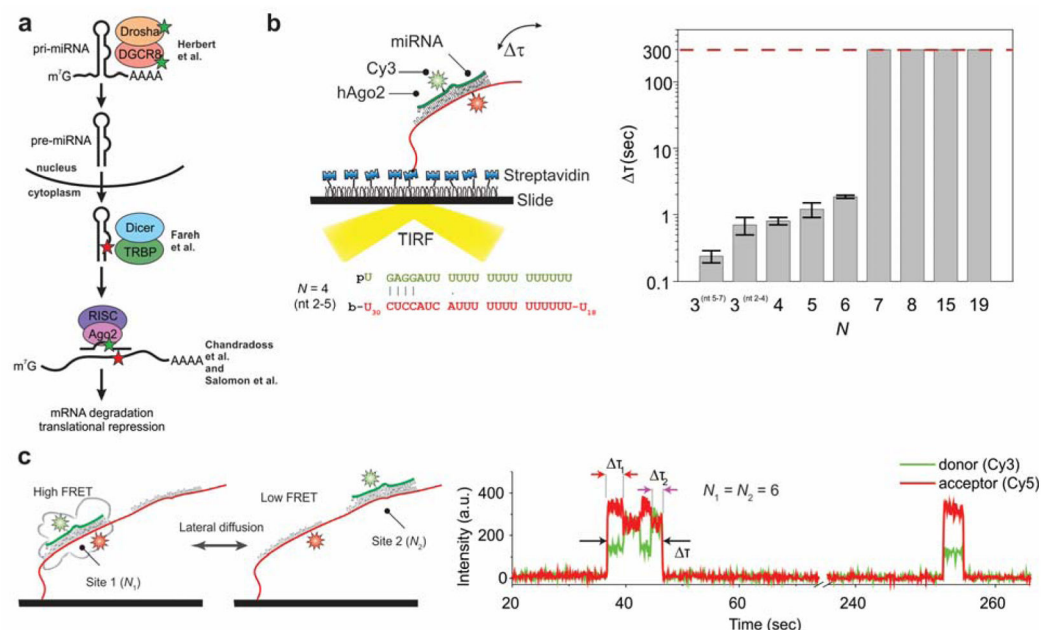 a
pri-miRNA
Drosha
DGCR8
Herbert
et al.
m⁷G
AAAA
pre-miRNA
nucleus
cytoplasm
Dicer
TRBP
Fareh
et al.
RISC
Ago2
m⁷G
AAAA
Chandradoss
et al.
and
Salomon et al.
mRNA degradation
translational repression
b
miRNA
Δτ
Cy3
hAgo2
Streptavidin
Slide
TIRF
pU GAGGAUU UUUU UUUU UUUUUU
N = 4
(nt 2-5)
b-U₃₀ CUCCAUC AUUU UUUU UUUUUU-U₁₈
Δτ (sec)
300
100
10
1
0.1
3(nt 5-7) 3(nt 2-4) 4 5 6 7 8 15 19
N
c
High FRET
Site 1 (N₁)
Lateral diffusion
Low FRET
Site 2 (N₂)
Intensity (a.u.)
400
200
0
Δτ₁
Δτ₂
Δτ
N₁ = N₂ = 6
donor (Cy3)
acceptor (Cy5)
20 40 60 240 260
Time (sec)